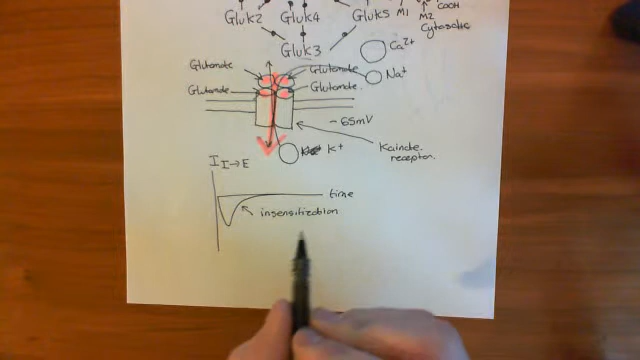 GluK2 GluK4 GluK5 M1 M2 COOH
Cytosolic
GluK3
Ca2+
Glutamate Glutamate Na+
Glutamate Glutamate.
-65mV
K+ Kainate receptor.
I I→E
time
insensitization